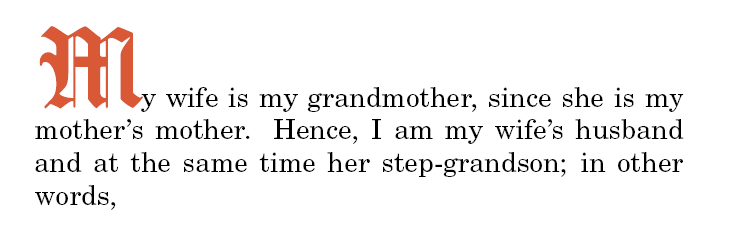 My wife is my grandmother, since she is my
mother's mother. Hence, I am my wife's husband
and at the same time her step-grandson; in other
words,